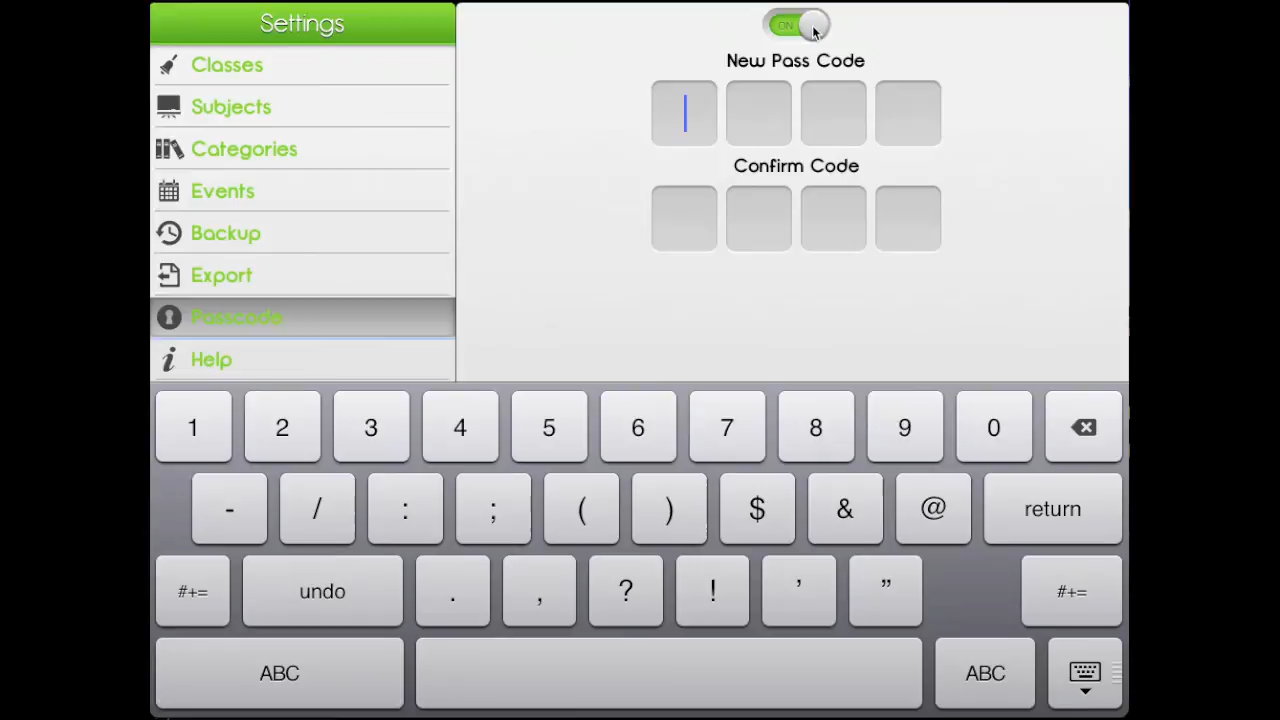 Settings
ON
New Pass Code
Confirm Code
Classes
Subjects
Categories
Events
Backup
Export
Passcode
Help
1 2 3 4 5 6 7 8 9 0
- / : ; ( ) $ & @ return
#+= undo . , ? ! ’ ” #+=
ABC ABC